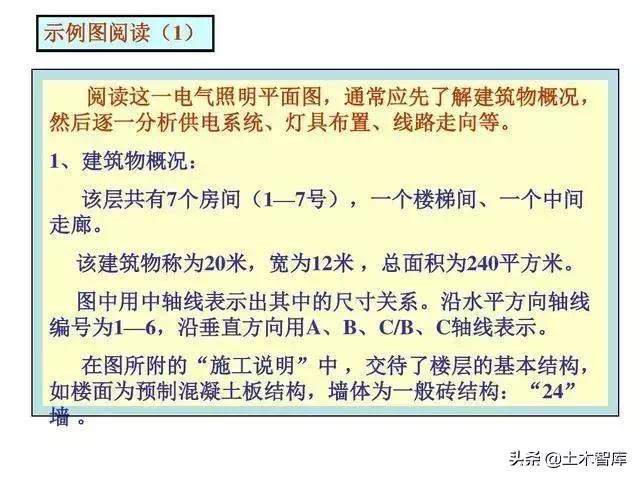 示例图阅读（1）
阅读这一电气照明平面图，通常应先了解建筑物概况，
然后逐一分析供电系统、灯具布置、线路走向等。
1、建筑物概况：
该层共有7个房间（1—7号），一个楼梯间、一个中间
走廊。
该建筑物称为20米，宽为12米 ，总面积为240平方米。
图中用中轴线表示出其中的尺寸关系。沿水平方向轴线
编号为1—6，沿垂直方向用A、B、C/B、C轴线表示。
在图所附的“施工说明”中 ，交待了楼层的基本结构，
如楼面为预制混凝土板结构，墙体为一般砖结构：“24”
墙 。
头条 @土木智库